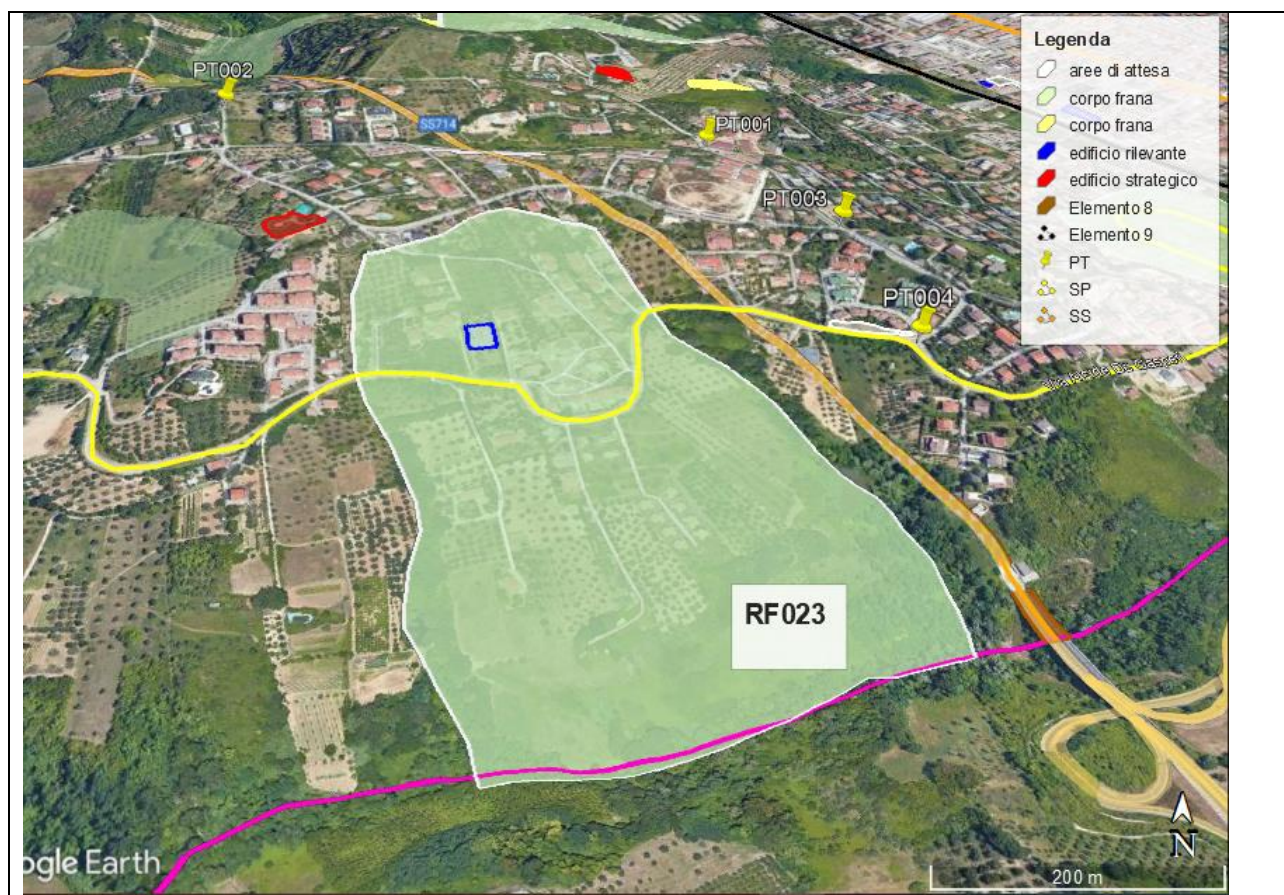 Legenda
aree di attesa
corpo frana
corpo frana
edificio rilevante
edificio strategico
Elemento 8
Elemento 9
PT
SP
SS
PT002
SS714
PT001
PT003
PT004
RF023
ogle Earth
N
200 m